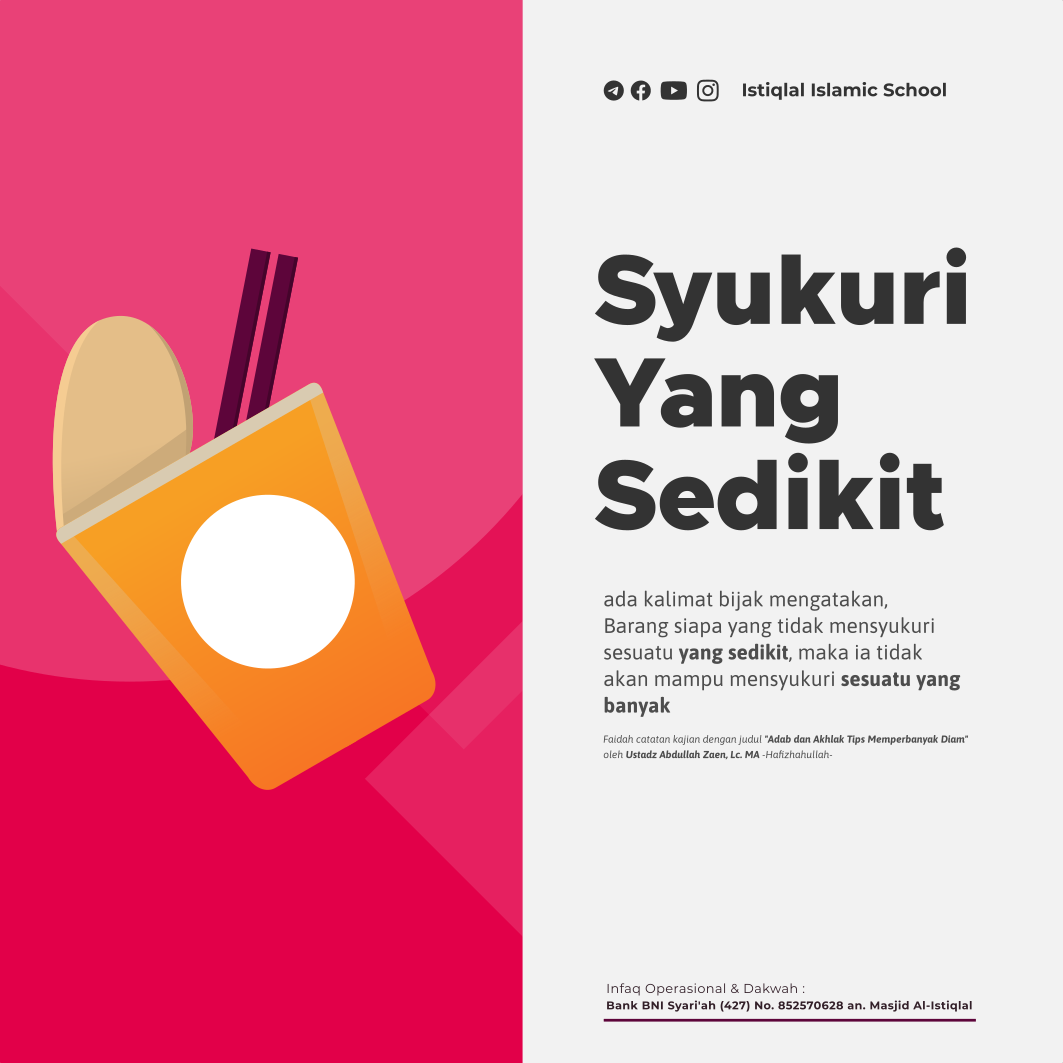 Istiqlal Islamic School
Syukuri
Yang
Sedikit
ada kalimat bijak mengatakan,
Barang siapa yang tidak mensyukuri
sesuatu yang sedikit, maka ia tidak
akan mampu mensyukuri sesuatu yang
banyak
Faidah catatan kajian dengan judul "Adab dan Akhlak Tips Memperbanyak Diam"
oleh Ustadz Abdullah Zaen, Lc. MA -Hafizhahullah-
Infaq Operasional & Dakwah :
Bank BNI Syari'ah (427) No. 852570628 an. Masjid Al-Istiqlal